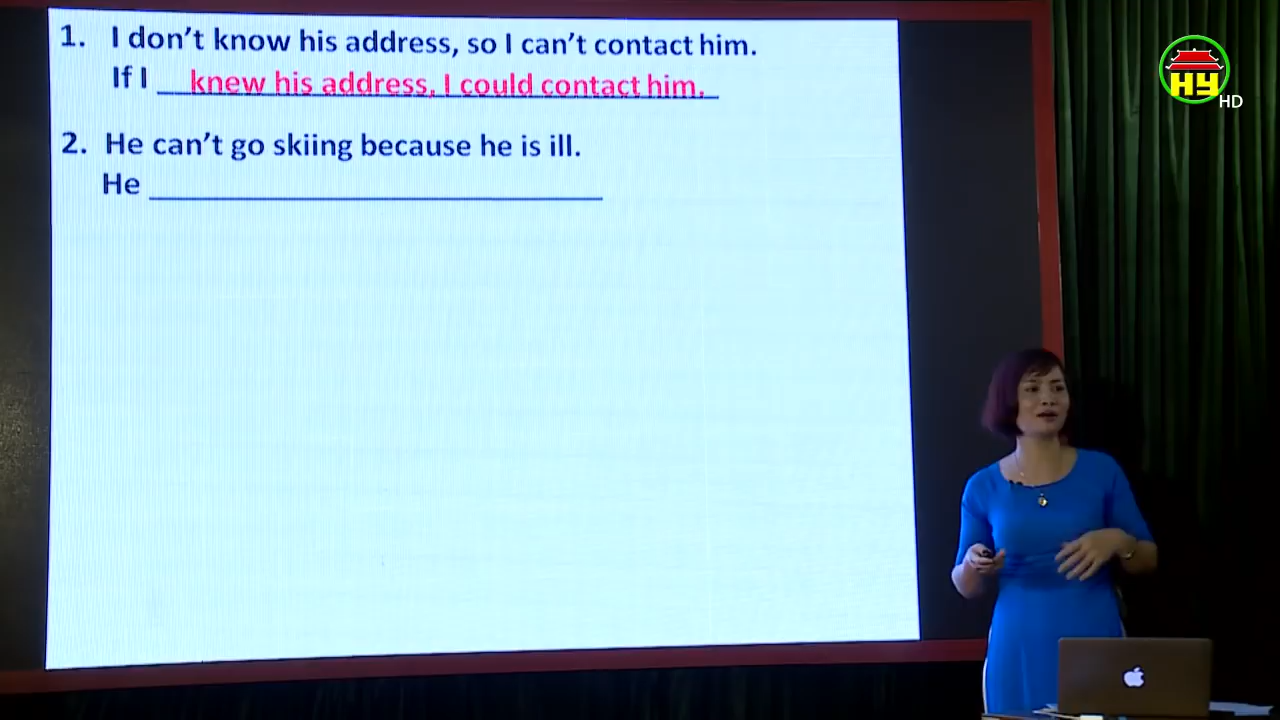 1. I don't know his address, so I can't contact him.
If I knew his address, I could contact him.
2. He can't go skiing because he is ill.
He
HY
HD